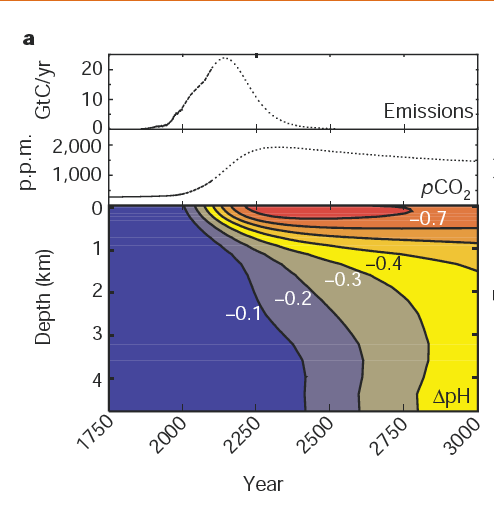 a
GtC/yr
20
10
0
Emissions
p.p.m.
2,000
1,000
pCO₂
Depth (km)
0
1
2
3
4
–0.7
–0.4
–0.3
–0.2
–0.1
ΔpH
1750
2000
2250
2500
2750
3000
Year